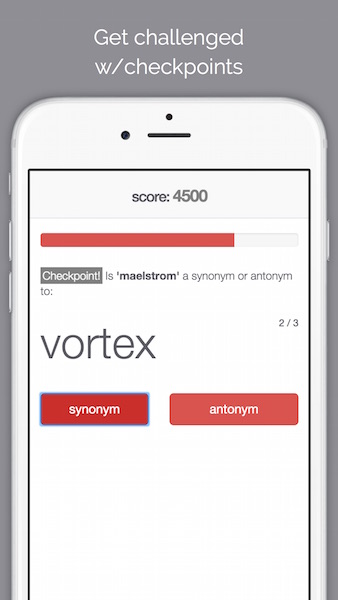 Get challenged
w/checkpoints
score: 4500
Checkpoint! Is 'maelstrom' a synonym or antonym
to:
2 / 3
vortex
synonym
antonym